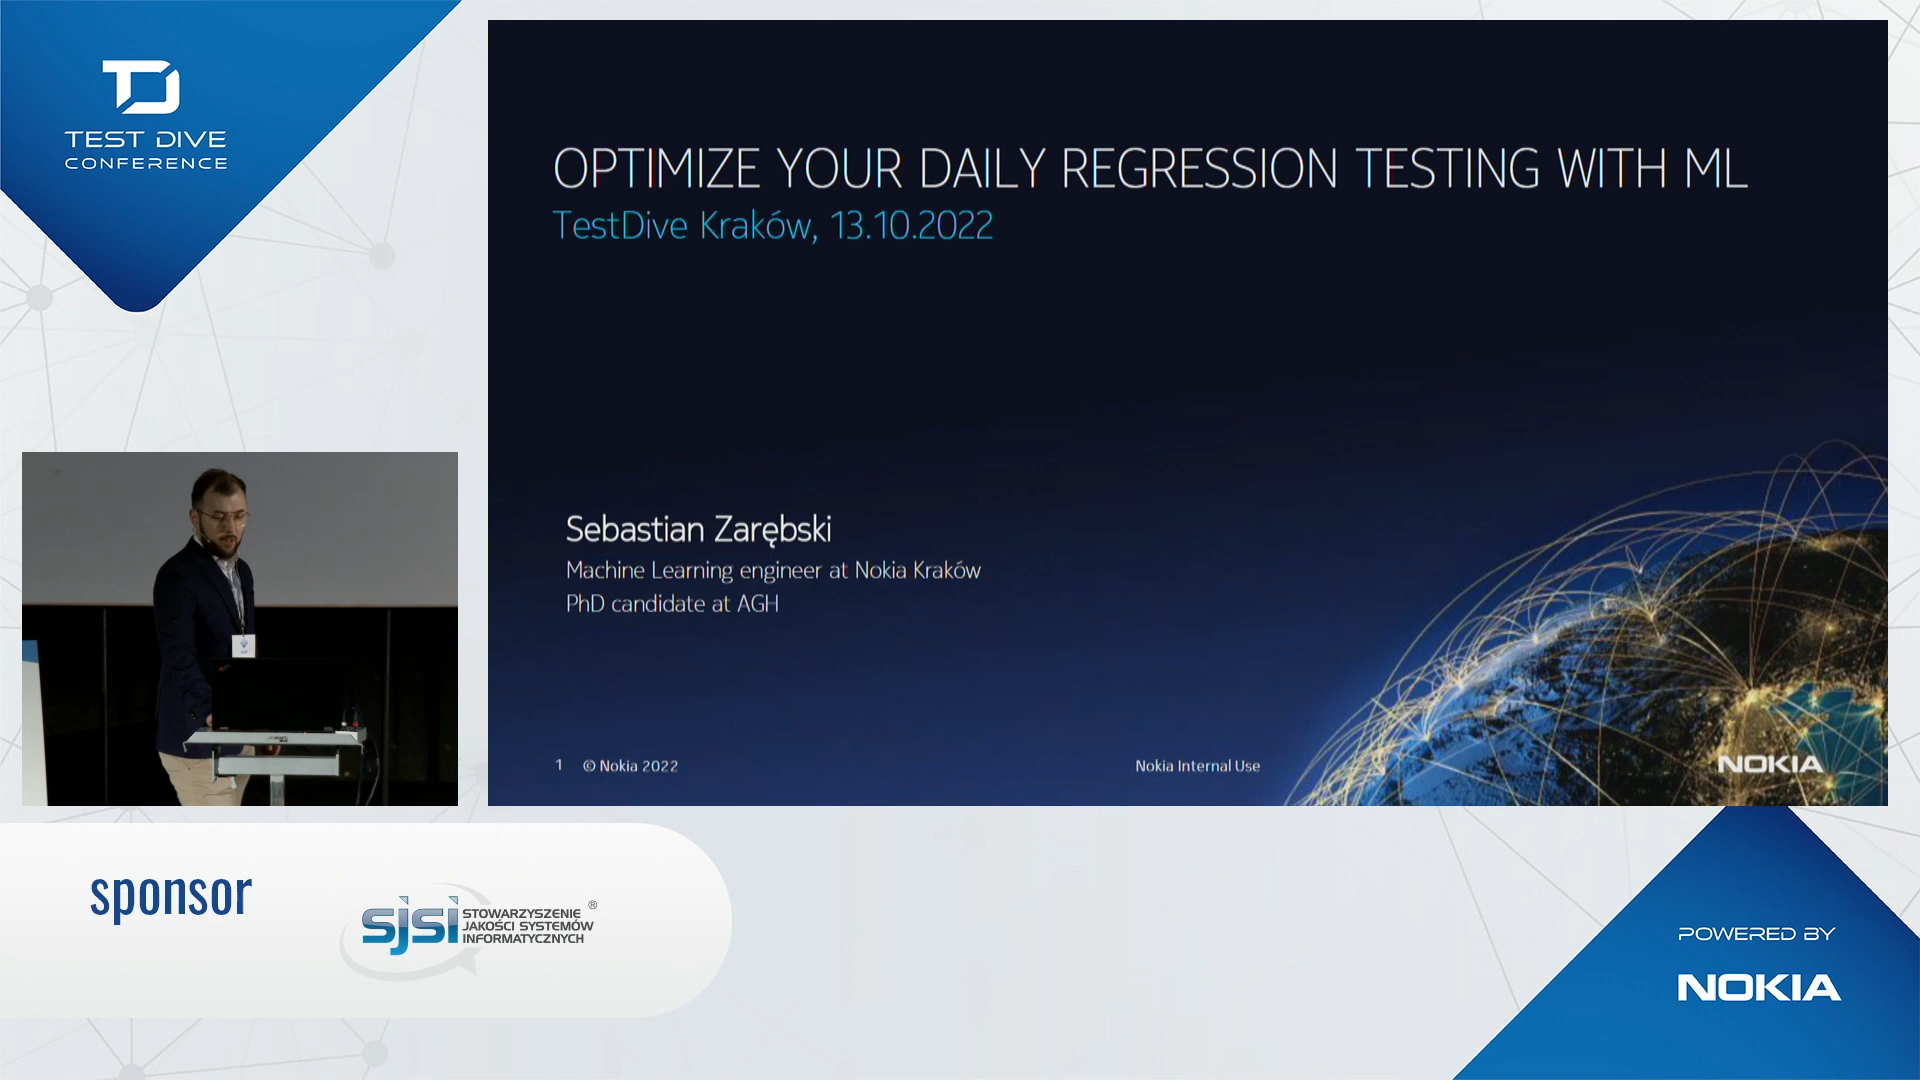 TEST DIVE
CONFERENCE
OPTIMIZE YOUR DAILY REGRESSION TESTING WITH ML
TestDive Kraków, 13.10.2022
Sebastian Zarębski
Machine Learning engineer at Nokia Kraków
PhD candidate at AGH
1 © Nokia 2022
Nokia Internal Use
NOKIA
sponsor
sjsi
STOWARZYSZENIE ®
JAKOŚCI SYSTEMÓW
INFORMATYCZNYCH
POWERED BY
NOKIA